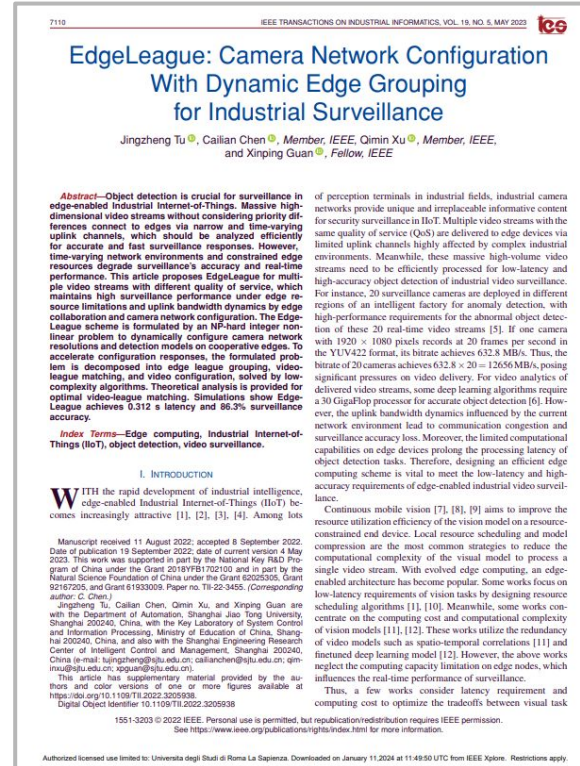 7110
IEEE TRANSACTIONS ON INDUSTRIAL INFORMATICS, VOL. 19, NO. 5, MAY 2023
ies
EdgeLeague: Camera Network Configuration
With Dynamic Edge Grouping
for Industrial Surveillance
Jingzheng Tu, Cailian Chen, Member, IEEE, Qimin Xu, Member, IEEE,
and Xinping Guan, Fellow, IEEE
Abstract—Object detection is crucial for surveillance in
edge-enabled Industrial Internet-of-Things. Massive high-
dimensional video streams without considering priority dif-
ferences connect to edges via narrow and time-varying
uplink channels, which should be analyzed efficiently
for accurate and fast surveillance responses. However,
time-varying network environments and constrained edge
resources degrade surveillance's accuracy and real-time
performance. This article proposes EdgeLeague for multi-
ple video streams with different quality of service, which
maintains high surveillance performance under edge re-
source limitations and uplink bandwidth dynamics by edge
collaboration and camera network configuration. The Edge-
League scheme is formulated by an NP-hard integer non-
linear problem to dynamically configure camera network
resolutions and detection models on cooperative edges. To
accelerate configuration responses, the formulated prob-
lem is decomposed into edge league grouping, video-
league matching, and video configuration, solved by low-
complexity algorithms. Theoretical analysis is provided for
optimal video-league matching. Simulations show Edge-
League achieves 0.312 s latency and 86.3% surveillance
accuracy.
Index Terms—Edge computing, Industrial Internet-of-
Things (IIoT), object detection, video surveillance.
I. INTRODUCTION
WITH the rapid development of industrial intelligence,
edge-enabled Industrial Internet-of-Things (IIoT) be-
comes increasingly attractive [1], [2], [3], [4]. Among lots
Manuscript received 11 August 2022; accepted 8 September 2022.
Date of publication 19 September 2022; date of current version 4 May
2023. This work was supported in part by the National Key R&D Pro-
gram of China under the Grant 2018YFB1702100 and in part by the
Natural Science Foundation of China under the Grant 62025305, Grant
92167205, and Grant 61933009. Paper no. TII-22-3455. (Corresponding
author: C. Chen.)
Jingzheng Tu, Cailian Chen, Qimin Xu, and Xinping Guan are
with the Department of Automation, Shanghai Jiao Tong University,
Shanghai 200240, China, with the Key Laboratory of System Control
and Information Processing, Ministry of Education of China, Shang-
hai 200240, China, and also with the Shanghai Engineering Research
Center of Intelligent Control and Management, Shanghai 200240,
China (e-mail: tujingzheng@sjtu.edu.cn; cailianchen@sjtu.edu.cn; qim-
inxu@sjtu.edu.cn; xpguan@sjtu.edu.cn).
This article has supplementary material provided by the au-
thors and color versions of one or more figures available at
https://doi.org/10.1109/TII.2022.3205938.
Digital Object Identifier 10.1109/TII.2022.3205938
of perception terminals in industrial fields, industrial camera
networks provide unique and irreplaceable informative content
for security surveillance in IIoT. Multiple video streams with the
same quality of service (QoS) are delivered to edge devices via
limited uplink channels highly affected by complex industrial
environments. Meanwhile, these massive high-volume video
streams need to be efficiently processed for low-latency and
high-accuracy object detection of industrial video surveillance.
For instance, 20 surveillance cameras are deployed in different
regions of an intelligent factory for anomaly detection, with
high-performance requirements for the abnormal object detec-
tion of these 20 real-time video streams [5]. If one camera
with 1920 × 1080 pixels records at 20 frames per second in
the YUV422 format, its bitrate achieves 632.8 MB/s. Thus, the
bitrate of 20 cameras achieves 632.8 × 20 = 12656 MB/s, posing
significant pressures on video delivery. For video analytics of
delivered video streams, some deep learning algorithms require
a 30 GigaFlop processor for accurate object detection [6]. How-
ever, the uplink bandwidth dynamics influenced by the current
network environment lead to communication congestion and
surveillance accuracy loss. Moreover, the limited computational
capabilities on edge devices prolong the processing latency of
object detection tasks. Therefore, designing an efficient edge
computing scheme is vital to meet the low-latency and high-
accuracy requirements of edge-enabled industrial video surveil-
lance.
Continuous mobile vision [7], [8], [9] aims to improve the
resource utilization efficiency of the vision model on a resource-
constrained end device. Local resource scheduling and model
compression are the most common strategies to reduce the
computational complexity of the visual model to process a
single video stream. With evolved edge computing, an edge-
enabled architecture has become popular. Some works focus on
low-latency requirements of vision tasks by designing resource
scheduling algorithms [1], [10]. Meanwhile, some works con-
centrate on the computing cost and computational complexity
of vision models [11], [12]. These works utilize the redundancy
of video models such as spatio-temporal correlations [11] and
finetuned deep learning model [12]. However, the above works
neglect the computing capacity limitation on edge nodes, which
influences the real-time performance of surveillance.
Thus, a few works consider latency requirement and
computing cost to optimize the tradeoffs between visual task
1551-3203 © 2022 IEEE. Personal use is permitted, but republication/redistribution requires IEEE permission.
See https://www.ieee.org/publications/rights/index.html for more information.
Authorized licensed use limited to: Universita degli Studi di Roma La Sapienza. Downloaded on January 11,2024 at 11:49:50 UTC from IEEE Xplore. Restrictions apply.